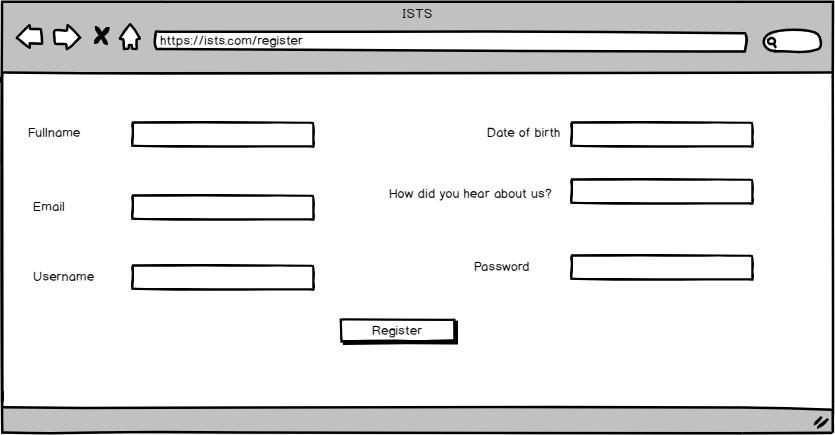 ISTS
https://ists.com/register
Fullname
Date of birth
Email
How did you hear about us?
Username
Password
Register